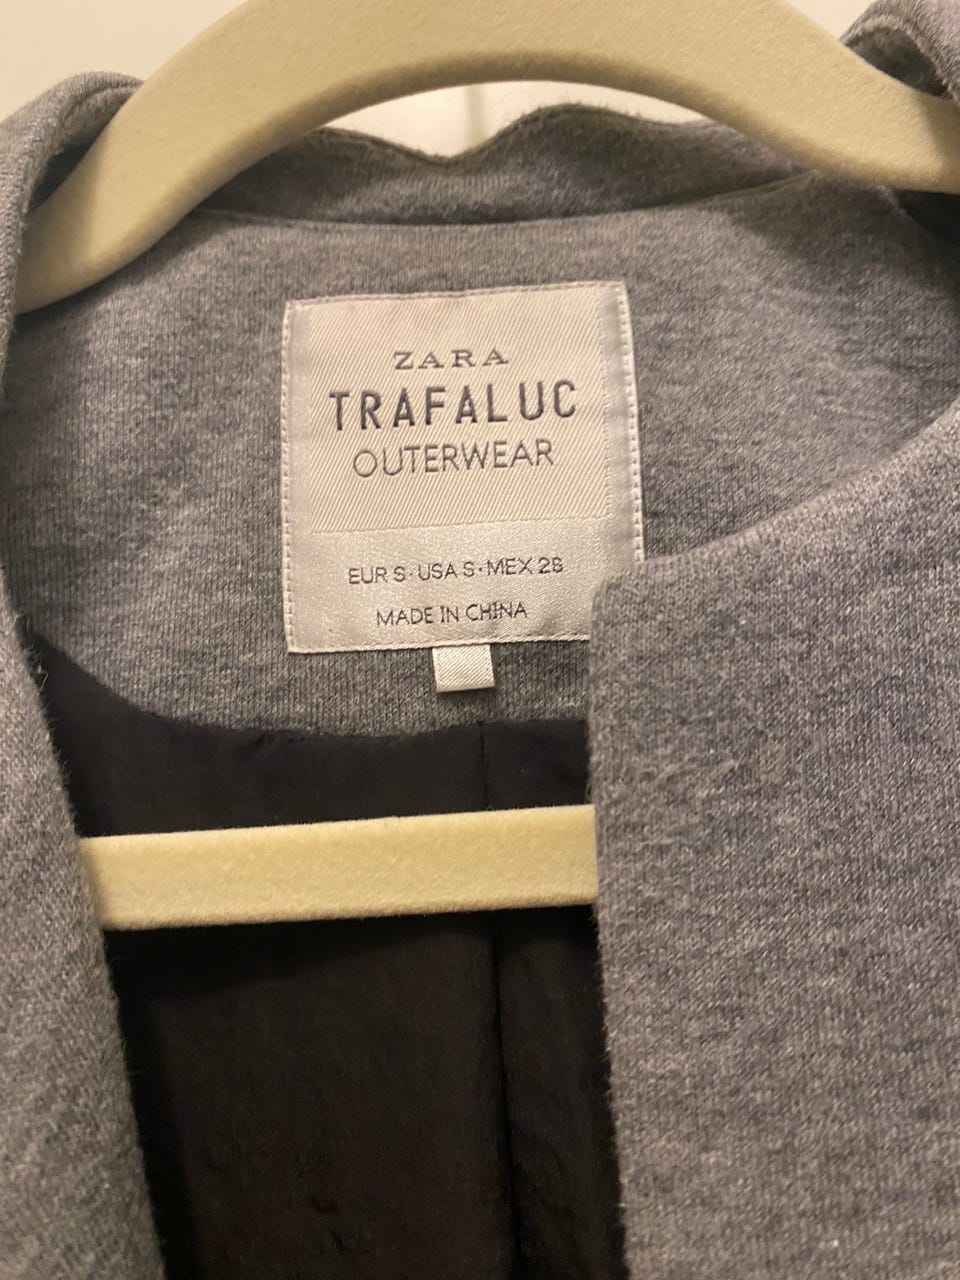 ZARA
TRAFALUC
OUTERWEAR
EUR S · USA S · MEX 28
MADE IN CHINA